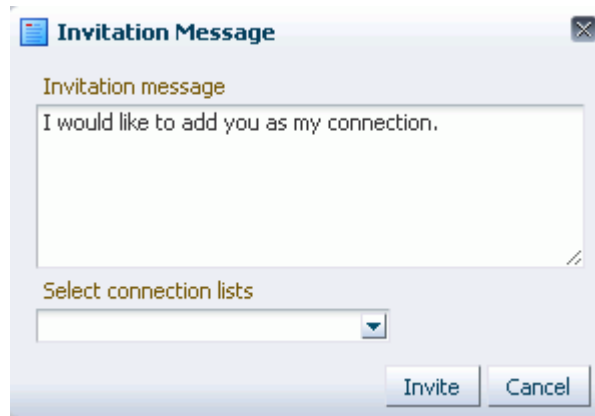 Invitation Message
Invitation message
I would like to add you as my connection.
Select connection lists
Invite Cancel